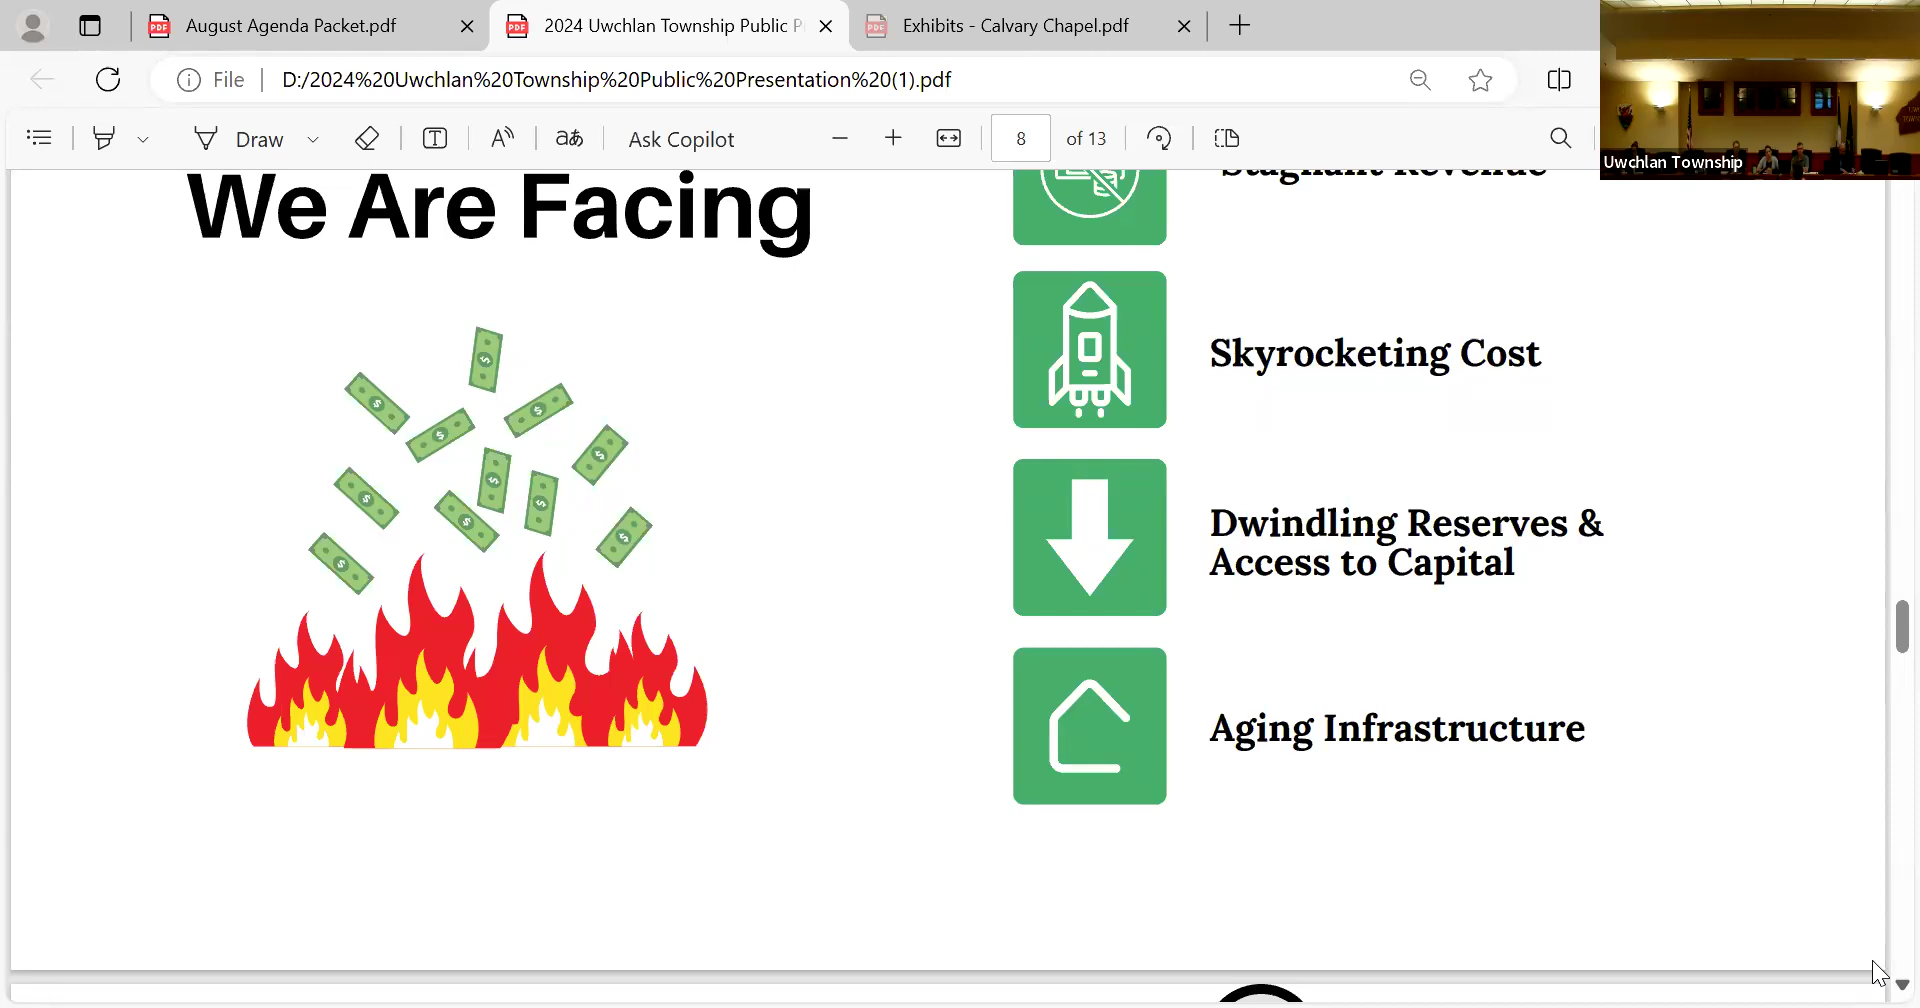 August Agenda Packet.pdf
2024 Uwchlan Township Public P
Exhibits - Calvary Chapel.pdf
File
D:/2024%20Uwchlan%20Township%20Public%20Presentation%20(1).pdf
Draw
Ask Copilot
8
of 13
Uwchlan Township
We Are Facing
Stagnant Revenue
Skyrocketing Cost
Dwindling Reserves &
Access to Capital
Aging Infrastructure